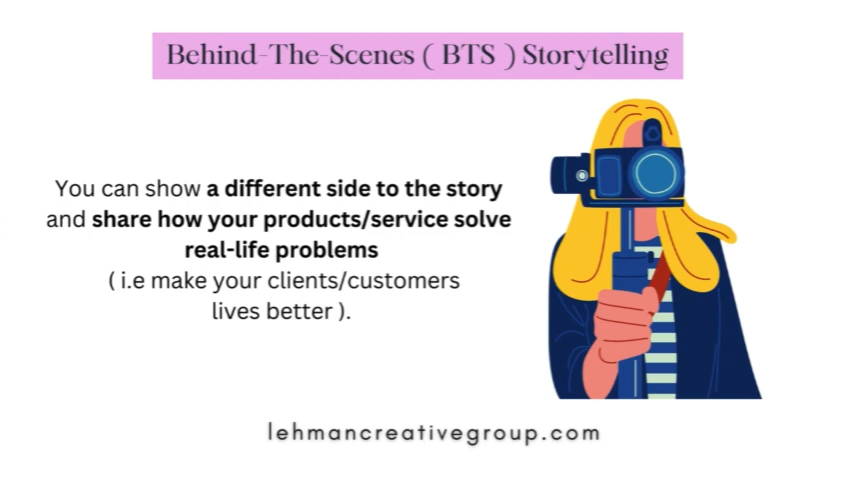 Behind-The-Scenes ( BTS ) Storytelling
You can show a different side to the story
and share how your products/service solve
real-life problems
( i.e make your clients/customers
lives better ).
lehmancreativegroup.com